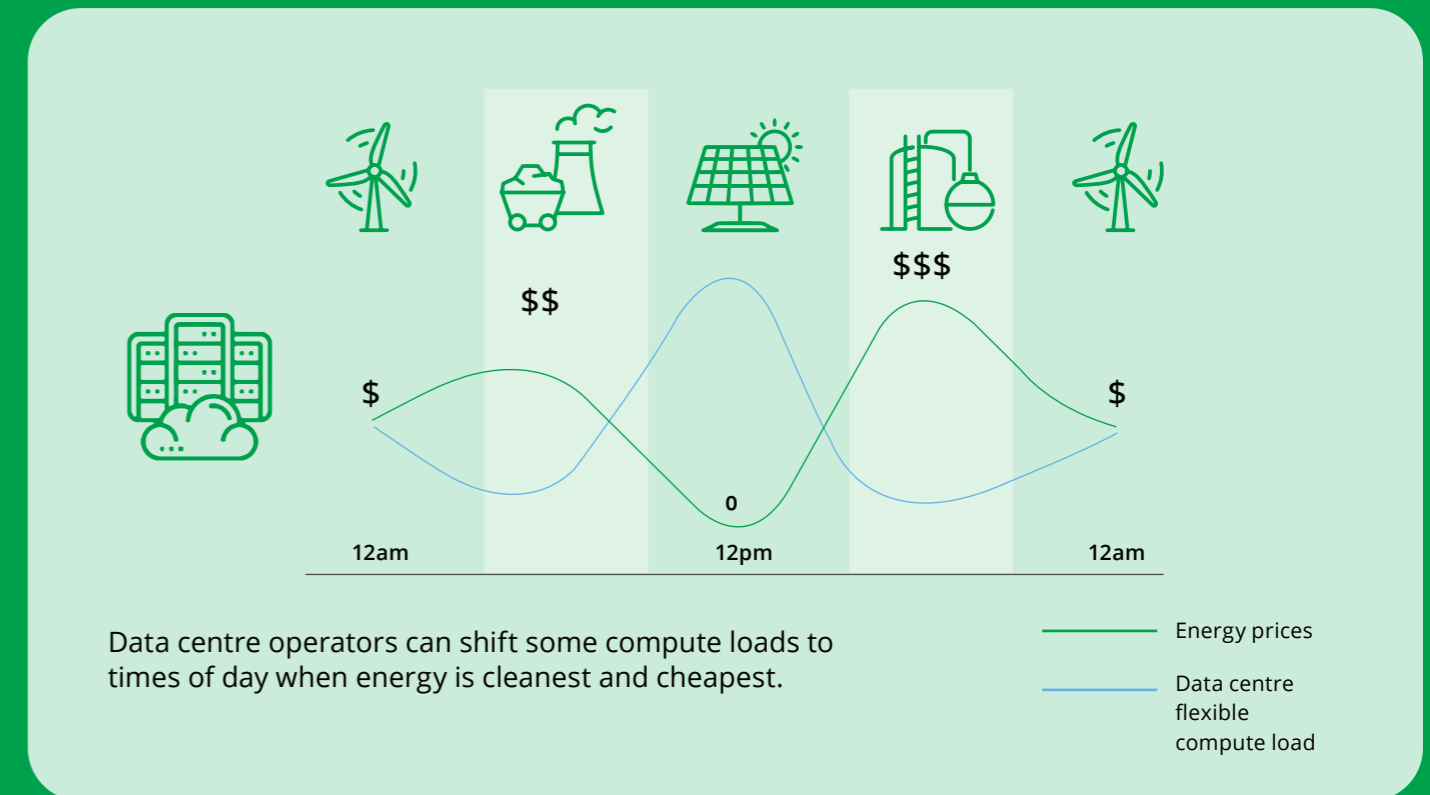 $$$
$$
$
$
0
12am
12pm
12am
Data centre operators can shift some compute loads to
times of day when energy is cleanest and cheapest.
Energy prices
Data centre
flexible
compute load